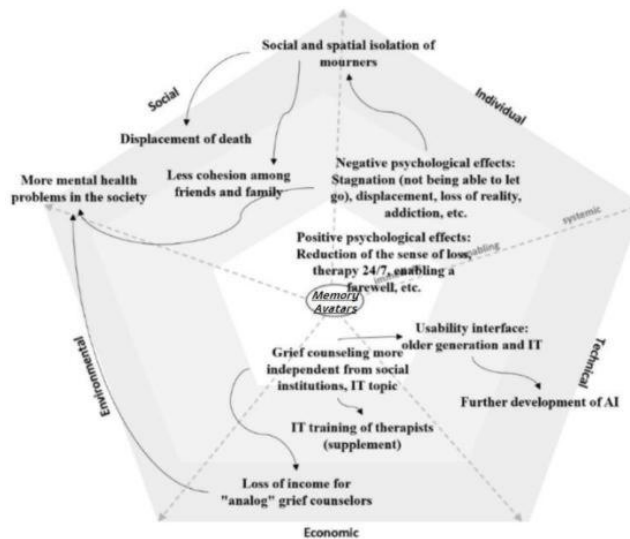 Social and spatial isolation of
mourners
Social
Individual
Displacement of death
More mental health
problems in the society
Less cohesion among
friends and family
Negative psychological effects:
Stagnation (not being able to let
go), displacement, loss of reality,
addiction, etc.
systemic
Positive psychological effects:
Reduction of the sense of loss,
therapy 24/7, enabling a
farewell, etc.
Memory
Avatars
Usability interface:
older generation and IT
Environmental
Technical
Grief counseling more
independent from social
institutions, IT topic
Further development of AI
IT training of therapists
(supplement)
Loss of income for
"analog" grief counselors
Economic